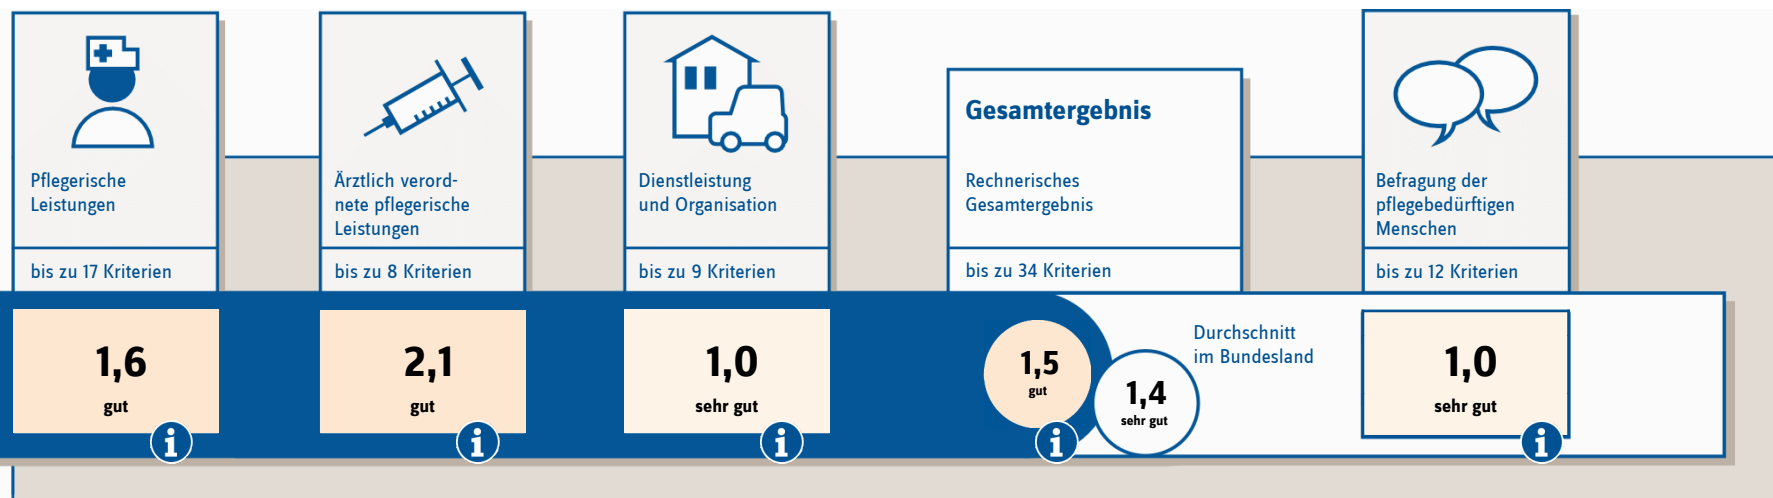 Pflegerische
Leistungen
bis zu 17 Kriterien
1,6
gut
i
Ärztlich verord-
nete pflegerische
Leistungen
bis zu 8 Kriterien
2,1
gut
i
Dienstleistung
und Organisation
bis zu 9 Kriterien
1,0
sehr gut
i
Gesamtergebnis
Rechnerisches
Gesamtergebnis
bis zu 34 Kriterien
1,5
gut
i
1,4
sehr gut
Durchschnitt
im Bundesland
Befragung der
pflegebedürftigen
Menschen
bis zu 12 Kriterien
1,0
sehr gut
i